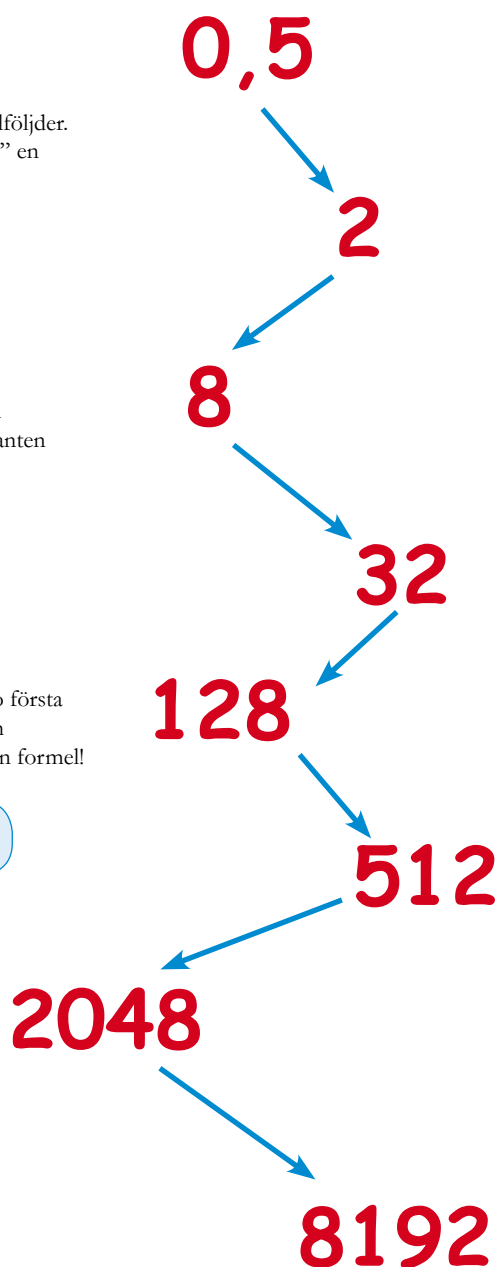 0,5
lföljder.
” en
2
8
anten
32
första
128
n formel!
512
2048
8192